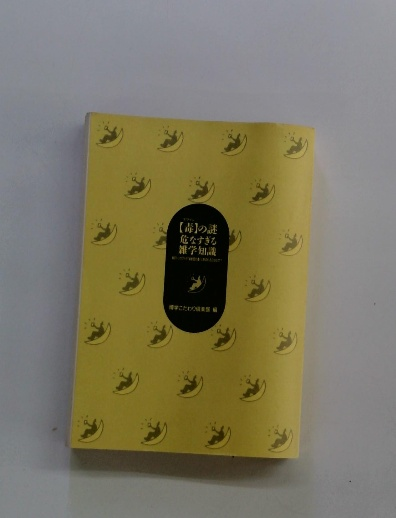 【毒】の謎
危なすぎる
雑学知識
博学こだわり倶楽部 編